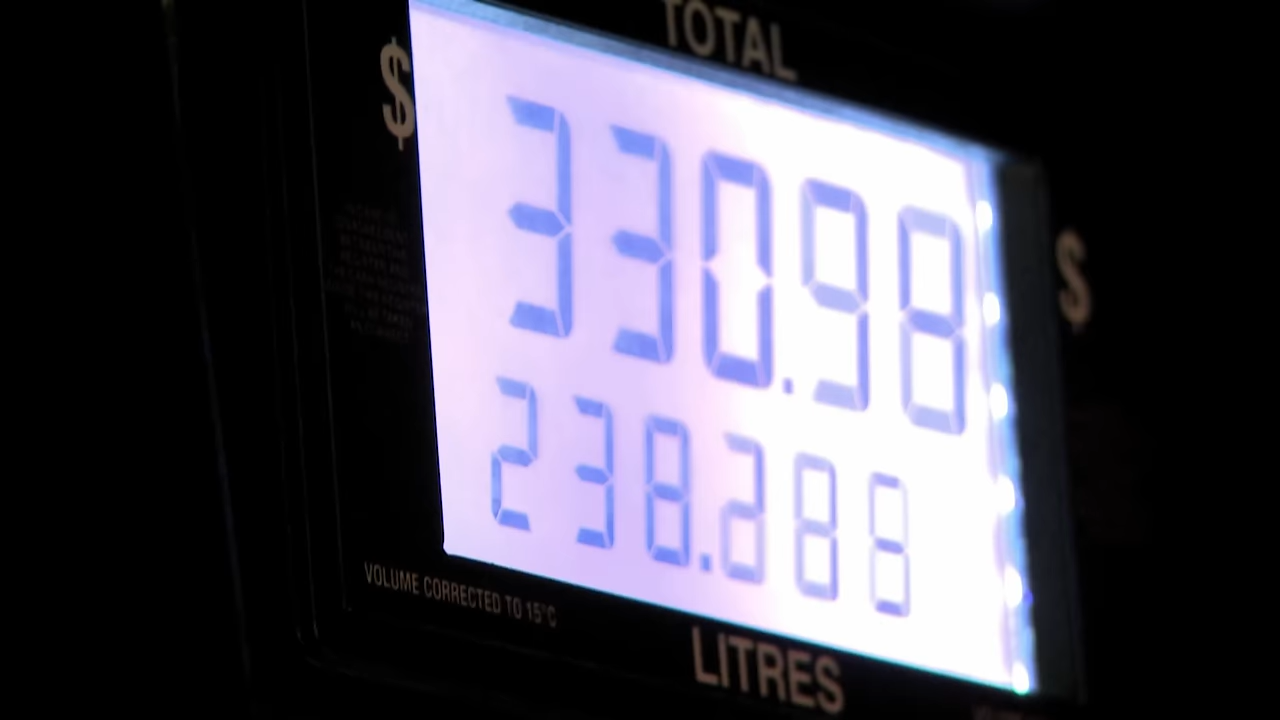 TOTAL
$ 330.98 $
238.288
VOLUME CORRECTED TO 15°C
LITRES